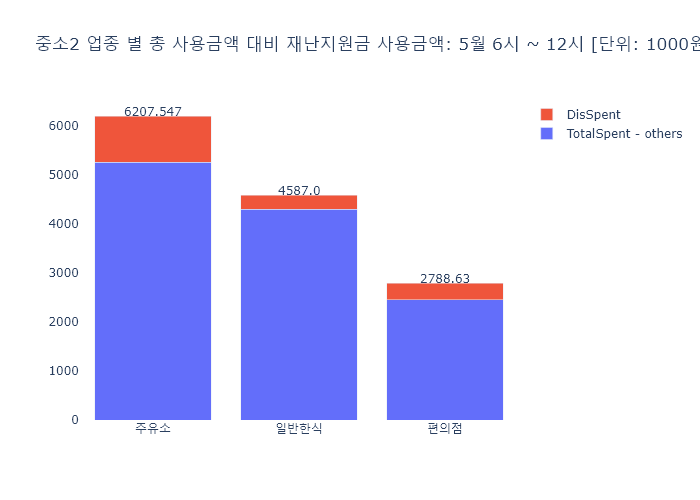 중소2 업종 별 총 사용금액 대비 재난지원금 사용금액: 5월 6시 ~ 12시 [단위: 1000원
DisSpent
TotalSpent - others
6207.547
4587.0
2788.63
6000
5000
4000
3000
2000
1000
0
주유소
일반한식
편의점